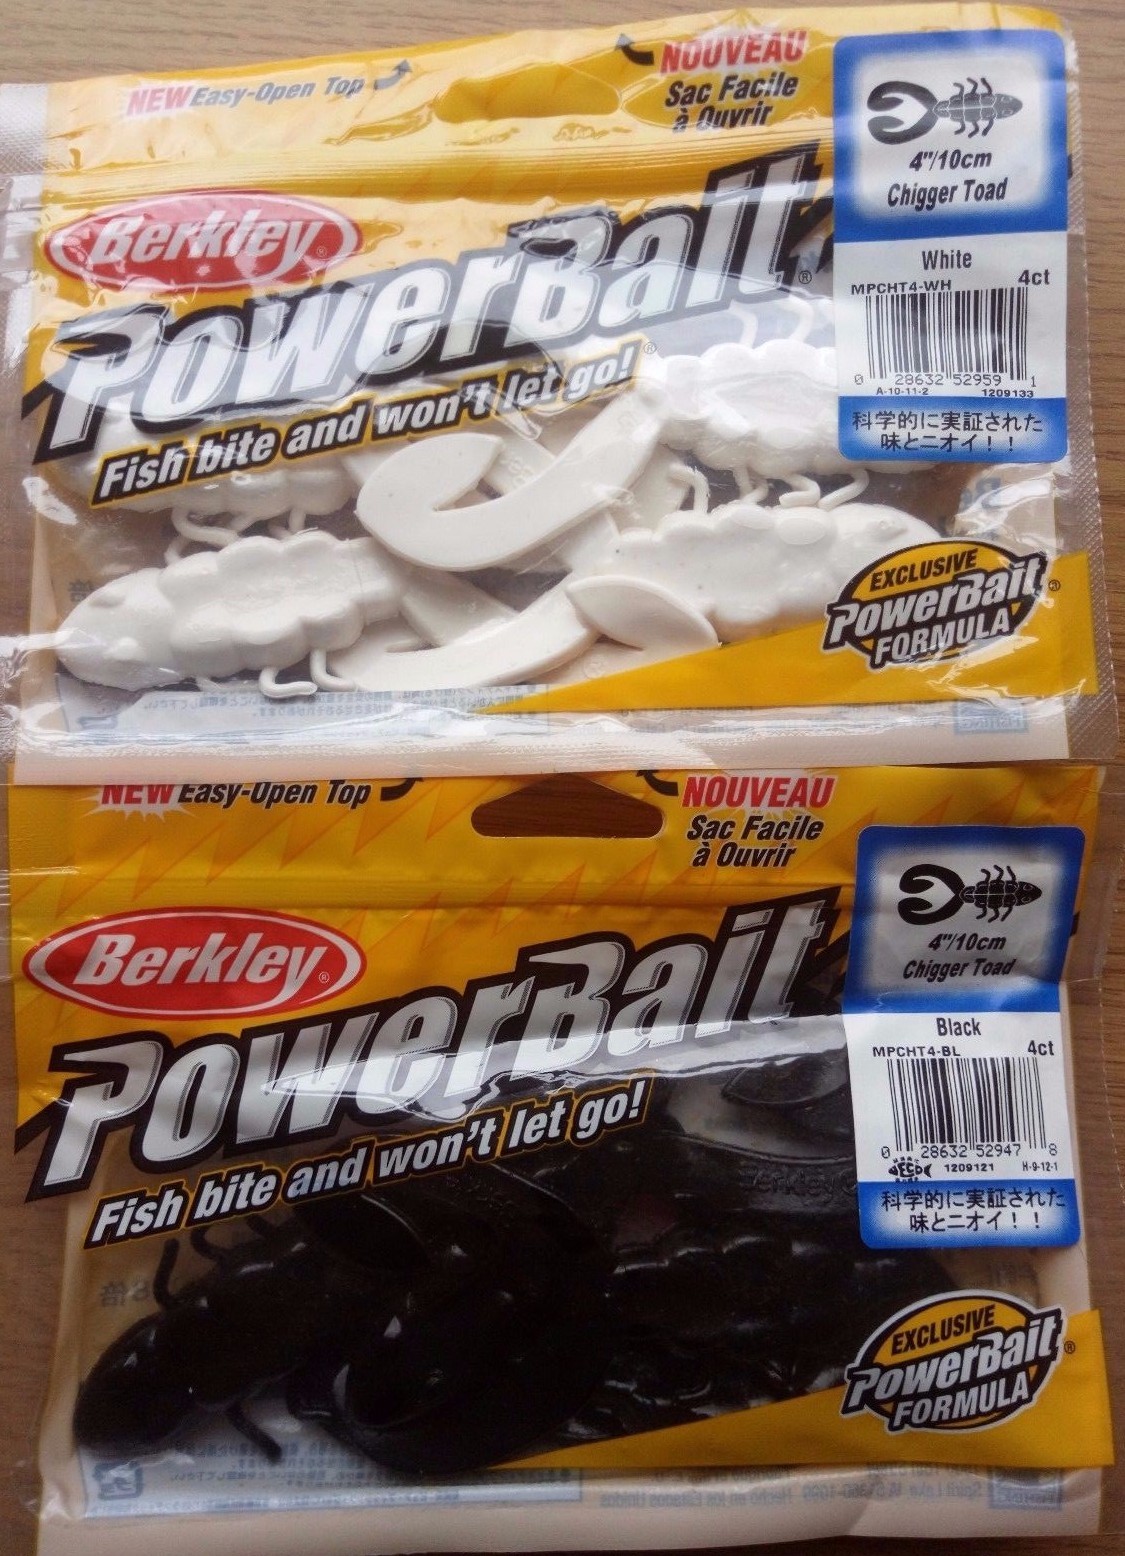 NEW Easy-Open Top
NOUVEAU
Sac Facile
à Ouvrir
Berkley®
PowerBait®
Fish bite and won't let go!®
4"/10cm
Chigger Toad
White
MPCHT4-WH 4ct
0 28632 52959 1
A-10-11-2 1209133
科学的に実証された
味とニオイ！！
EXCLUSIVE
PowerBait®
FORMULA
NEW Easy-Open Top
NOUVEAU
Sac Facile
à Ouvrir
Berkley®
PowerBait
Fish bite and won't let go!
4"/10cm
Chigger Toad
Black
MPCHT4-BL 4ct
0 28632 52947 8
ECO 1209121 H-9-12-1
科学的に実証された
味とニオイ！！
EXCLUSIVE
PowerBait®
FORMULA